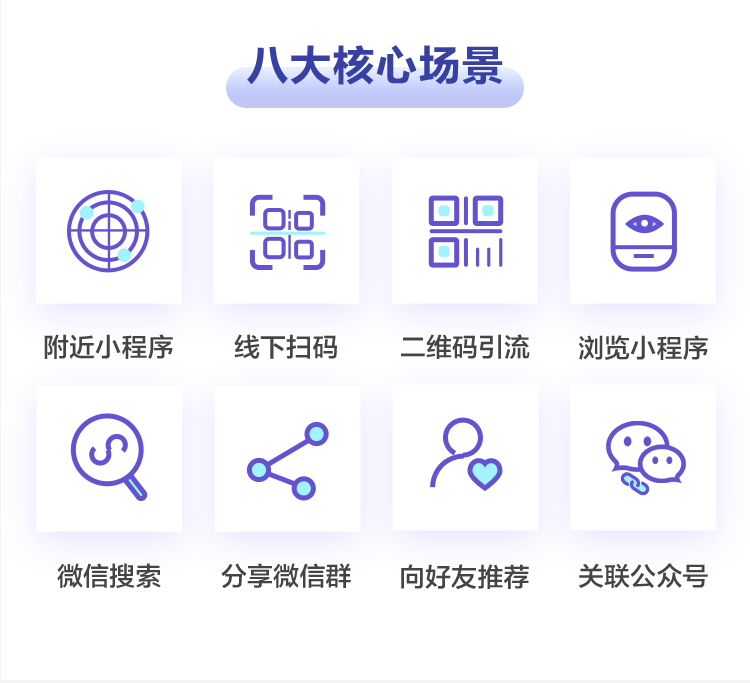 八大核心场景
附近小程序
线下扫码
二维码引流
浏览小程序
微信搜索
分享微信群
向好友推荐
关联公众号